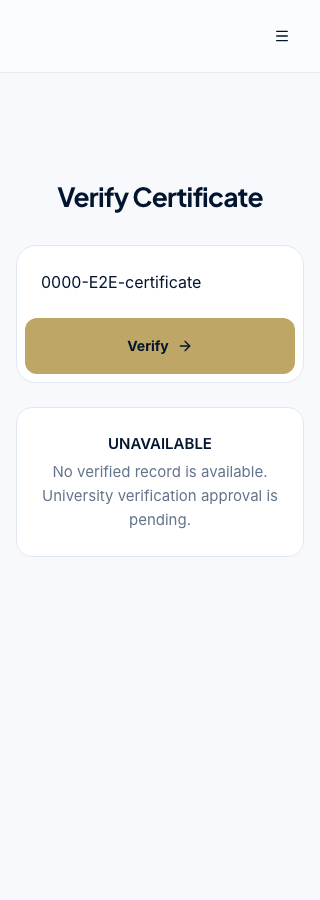 Verify Certificate
0000-E2E-certificate
Verify →
UNAVAILABLE
No verified record is available.
University verification approval is
pending.